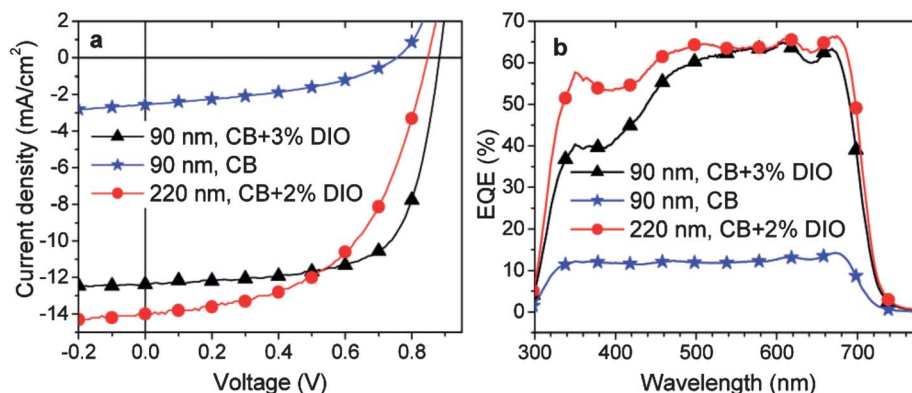 a
2
0
-2
-4
-6
-8
-10
-12
-14
Current density (mA/cm²)
90 nm, CB+3% DIO
90 nm, CB
220 nm, CB+2% DIO
-0.2 0.0 0.2 0.4 0.6 0.8
Voltage (V)
b
70
60
50
40
30
20
10
0
EQE (%)
90 nm, CB+3% DIO
90 nm, CB
220 nm, CB+2% DIO
300 400 500 600 700
Wavelength (nm)